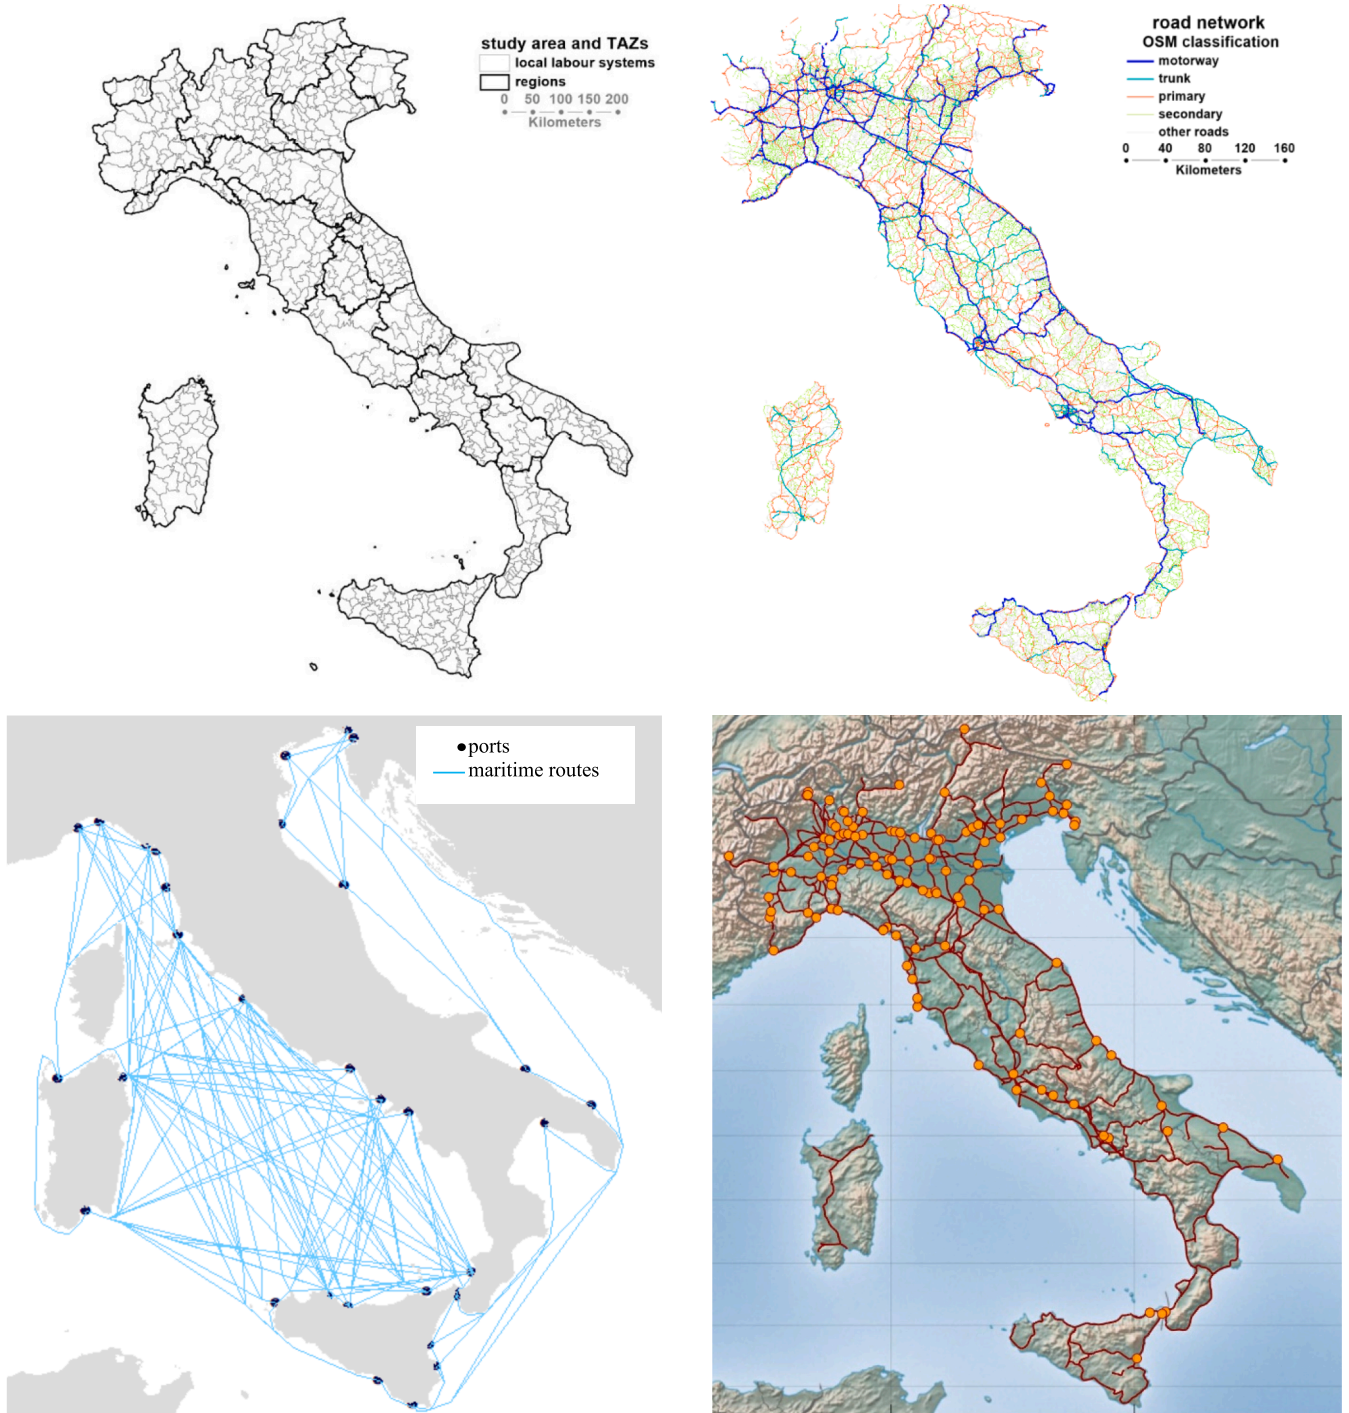 study area and TAZs
local labour systems
regions
0 50 100 150 200
Kilometers
road network
OSM classification
motorway
trunk
primary
secondary
other roads
0 40 80 120 160
Kilometers
ports
maritime routes